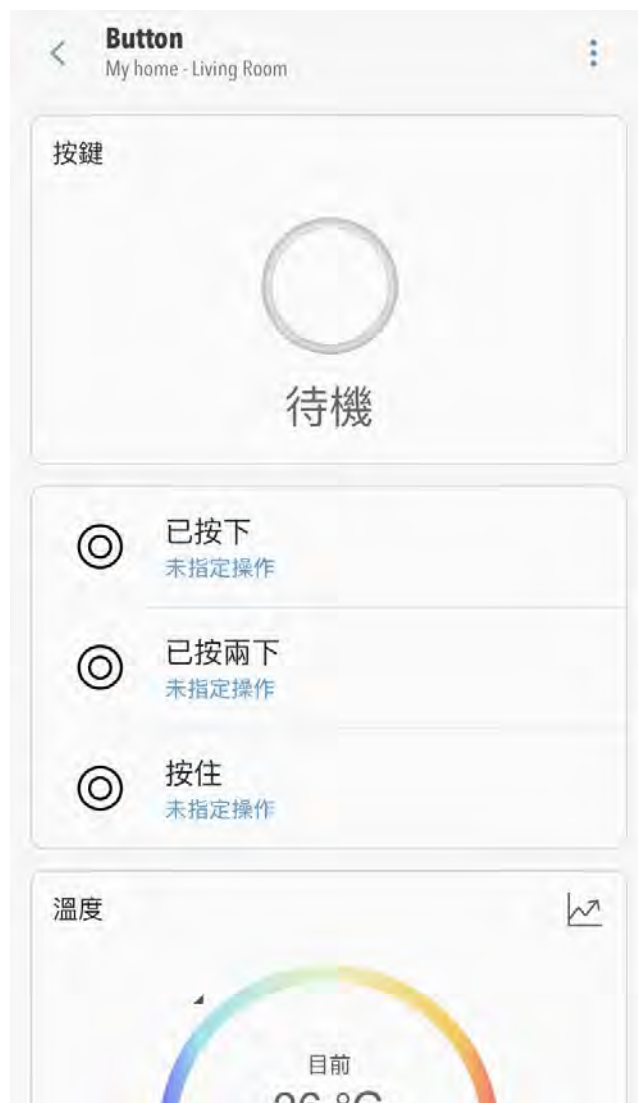 Button
My home - Living Room
按鍵
待機
已按下
未指定操作
已按兩下
未指定操作
按住
未指定操作
溫度
目前